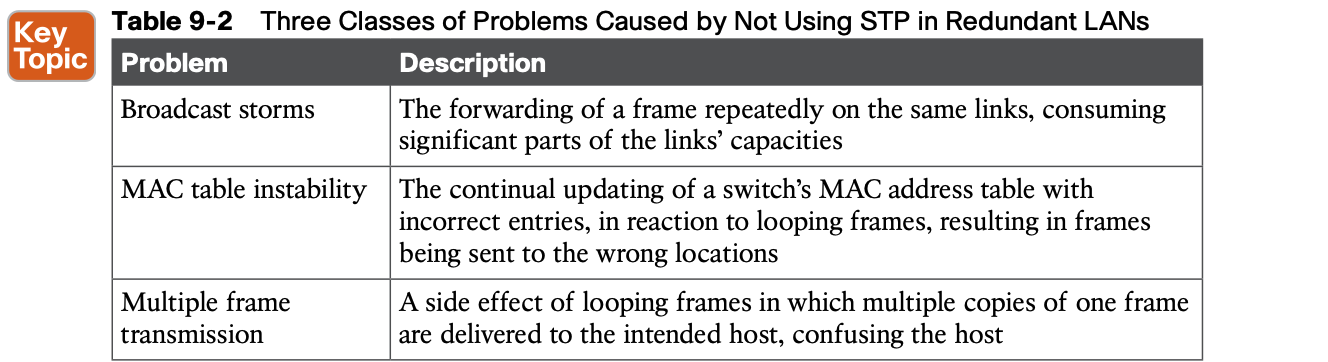 Key
Topic
Table 9-2 Three Classes of Problems Caused by Not Using STP in Redundant LANs
Problem Description
Broadcast storms The forwarding of a frame repeatedly on the same links, consuming
significant parts of the links’ capacities
MAC table instability The continual updating of a switch’s MAC address table with
incorrect entries, in reaction to looping frames, resulting in frames
being sent to the wrong locations
Multiple frame A side effect of looping frames in which multiple copies of one frame
transmission are delivered to the intended host, confusing the host